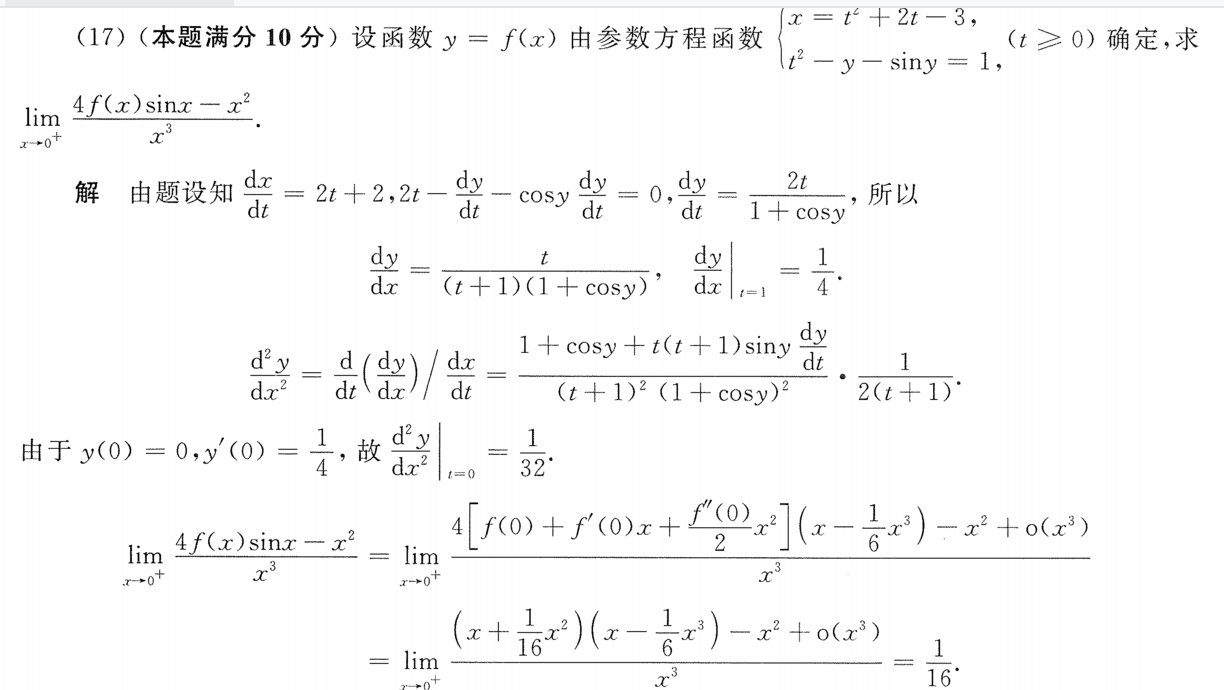 (17)(本题满分 10 分) 设函数 y = f(x) 由参数方程函数 { x = t² + 2t − 3, t² − y − siny = 1, (t ⩾ 0) 确定,求
lim_{x→0⁺} (4f(x)sinx − x²)/x³.
解 由题设知 dx/dt = 2t + 2, 2t − dy/dt − cosy dy/dt = 0, dy/dt = 2t/(1 + cosy), 所以
dy/dx = t/((t+1)(1+cosy)), dy/dx|_{t=1} = 1/4.
d²y/dx² = d/dt(dy/dx)/dx/dt = (1 + cosy + t(t+1)siny dy/dt)/((t+1)² (1+cosy)²) · 1/(2(t+1)).
由于 y(0) = 0, y′(0) = 1/4, 故 d²y/dx²|_{t=0} = 1/32.
lim_{x→0⁺} (4f(x)sinx − x²)/x³ = lim_{x→0⁺} (4[f(0) + f′(0)x + f″(0)/2 x²](x − 1/6 x³) − x² + o(x³))/x³
= lim_{x→0⁺} ((x + 1/16 x²)(x − 1/6 x³) − x² + o(x³))/x³ = 1/16.